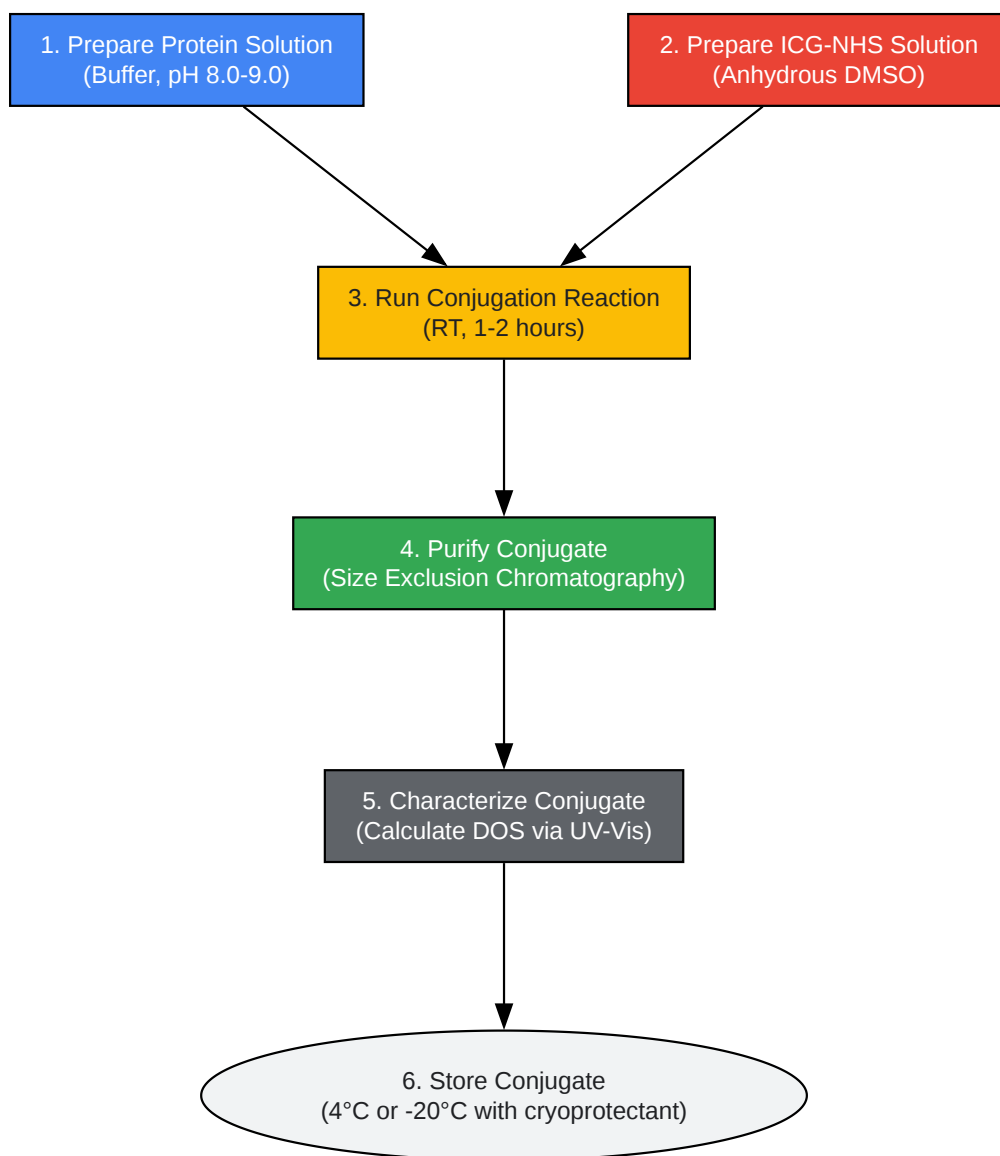 1. Prepare Protein Solution
(Buffer, pH 8.0-9.0)
2. Prepare ICG-NHS Solution
(Anhydrous DMSO)
3. Run Conjugation Reaction
(RT, 1-2 hours)
4. Purify Conjugate
(Size Exclusion Chromatography)
5. Characterize Conjugate
(Calculate DOS via UV-Vis)
6. Store Conjugate
(4°C or -20°C with cryoprotectant)